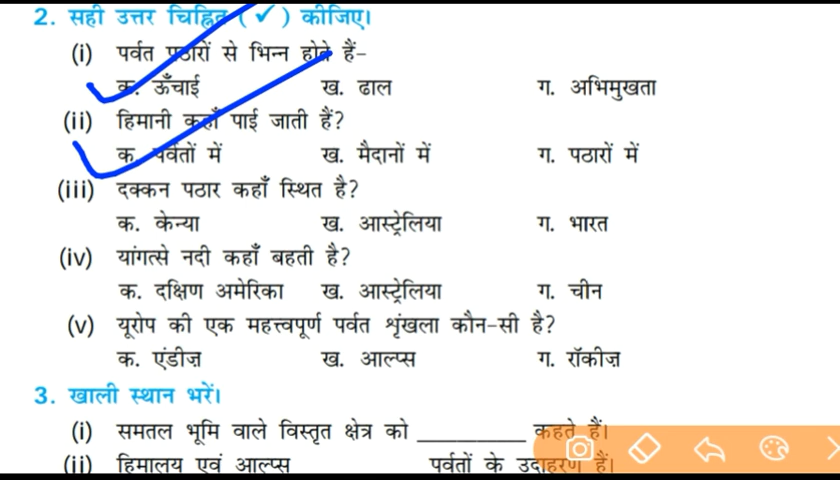 2. सही उत्तर चिह्नित (✓) कीजिए।
(i) पर्वत पठारों से भिन्न होते हैं–
क. ऊँचाई ख. ढाल ग. अभिमुखता
(ii) हिमानी कहाँ पाई जाती हैं?
क. पर्वतों में ख. मैदानों में ग. पठारों में
(iii) दक्कन पठार कहाँ स्थित है?
क. केन्या ख. आस्ट्रेलिया ग. भारत
(iv) यांगत्से नदी कहाँ बहती है?
क. दक्षिण अमेरिका ख. आस्ट्रेलिया ग. चीन
(v) यूरोप की एक महत्त्वपूर्ण पर्वत शृंखला कौन-सी है?
क. एंडीज़ ख. आल्प्स ग. रॉकीज़
3. खाली स्थान भरें।
(i) समतल भूमि वाले विस्तृत क्षेत्र को ________ कहते हैं।
(ii) हिमालय एवं आल्प्स पर्वतों के उदाहरण हैं।